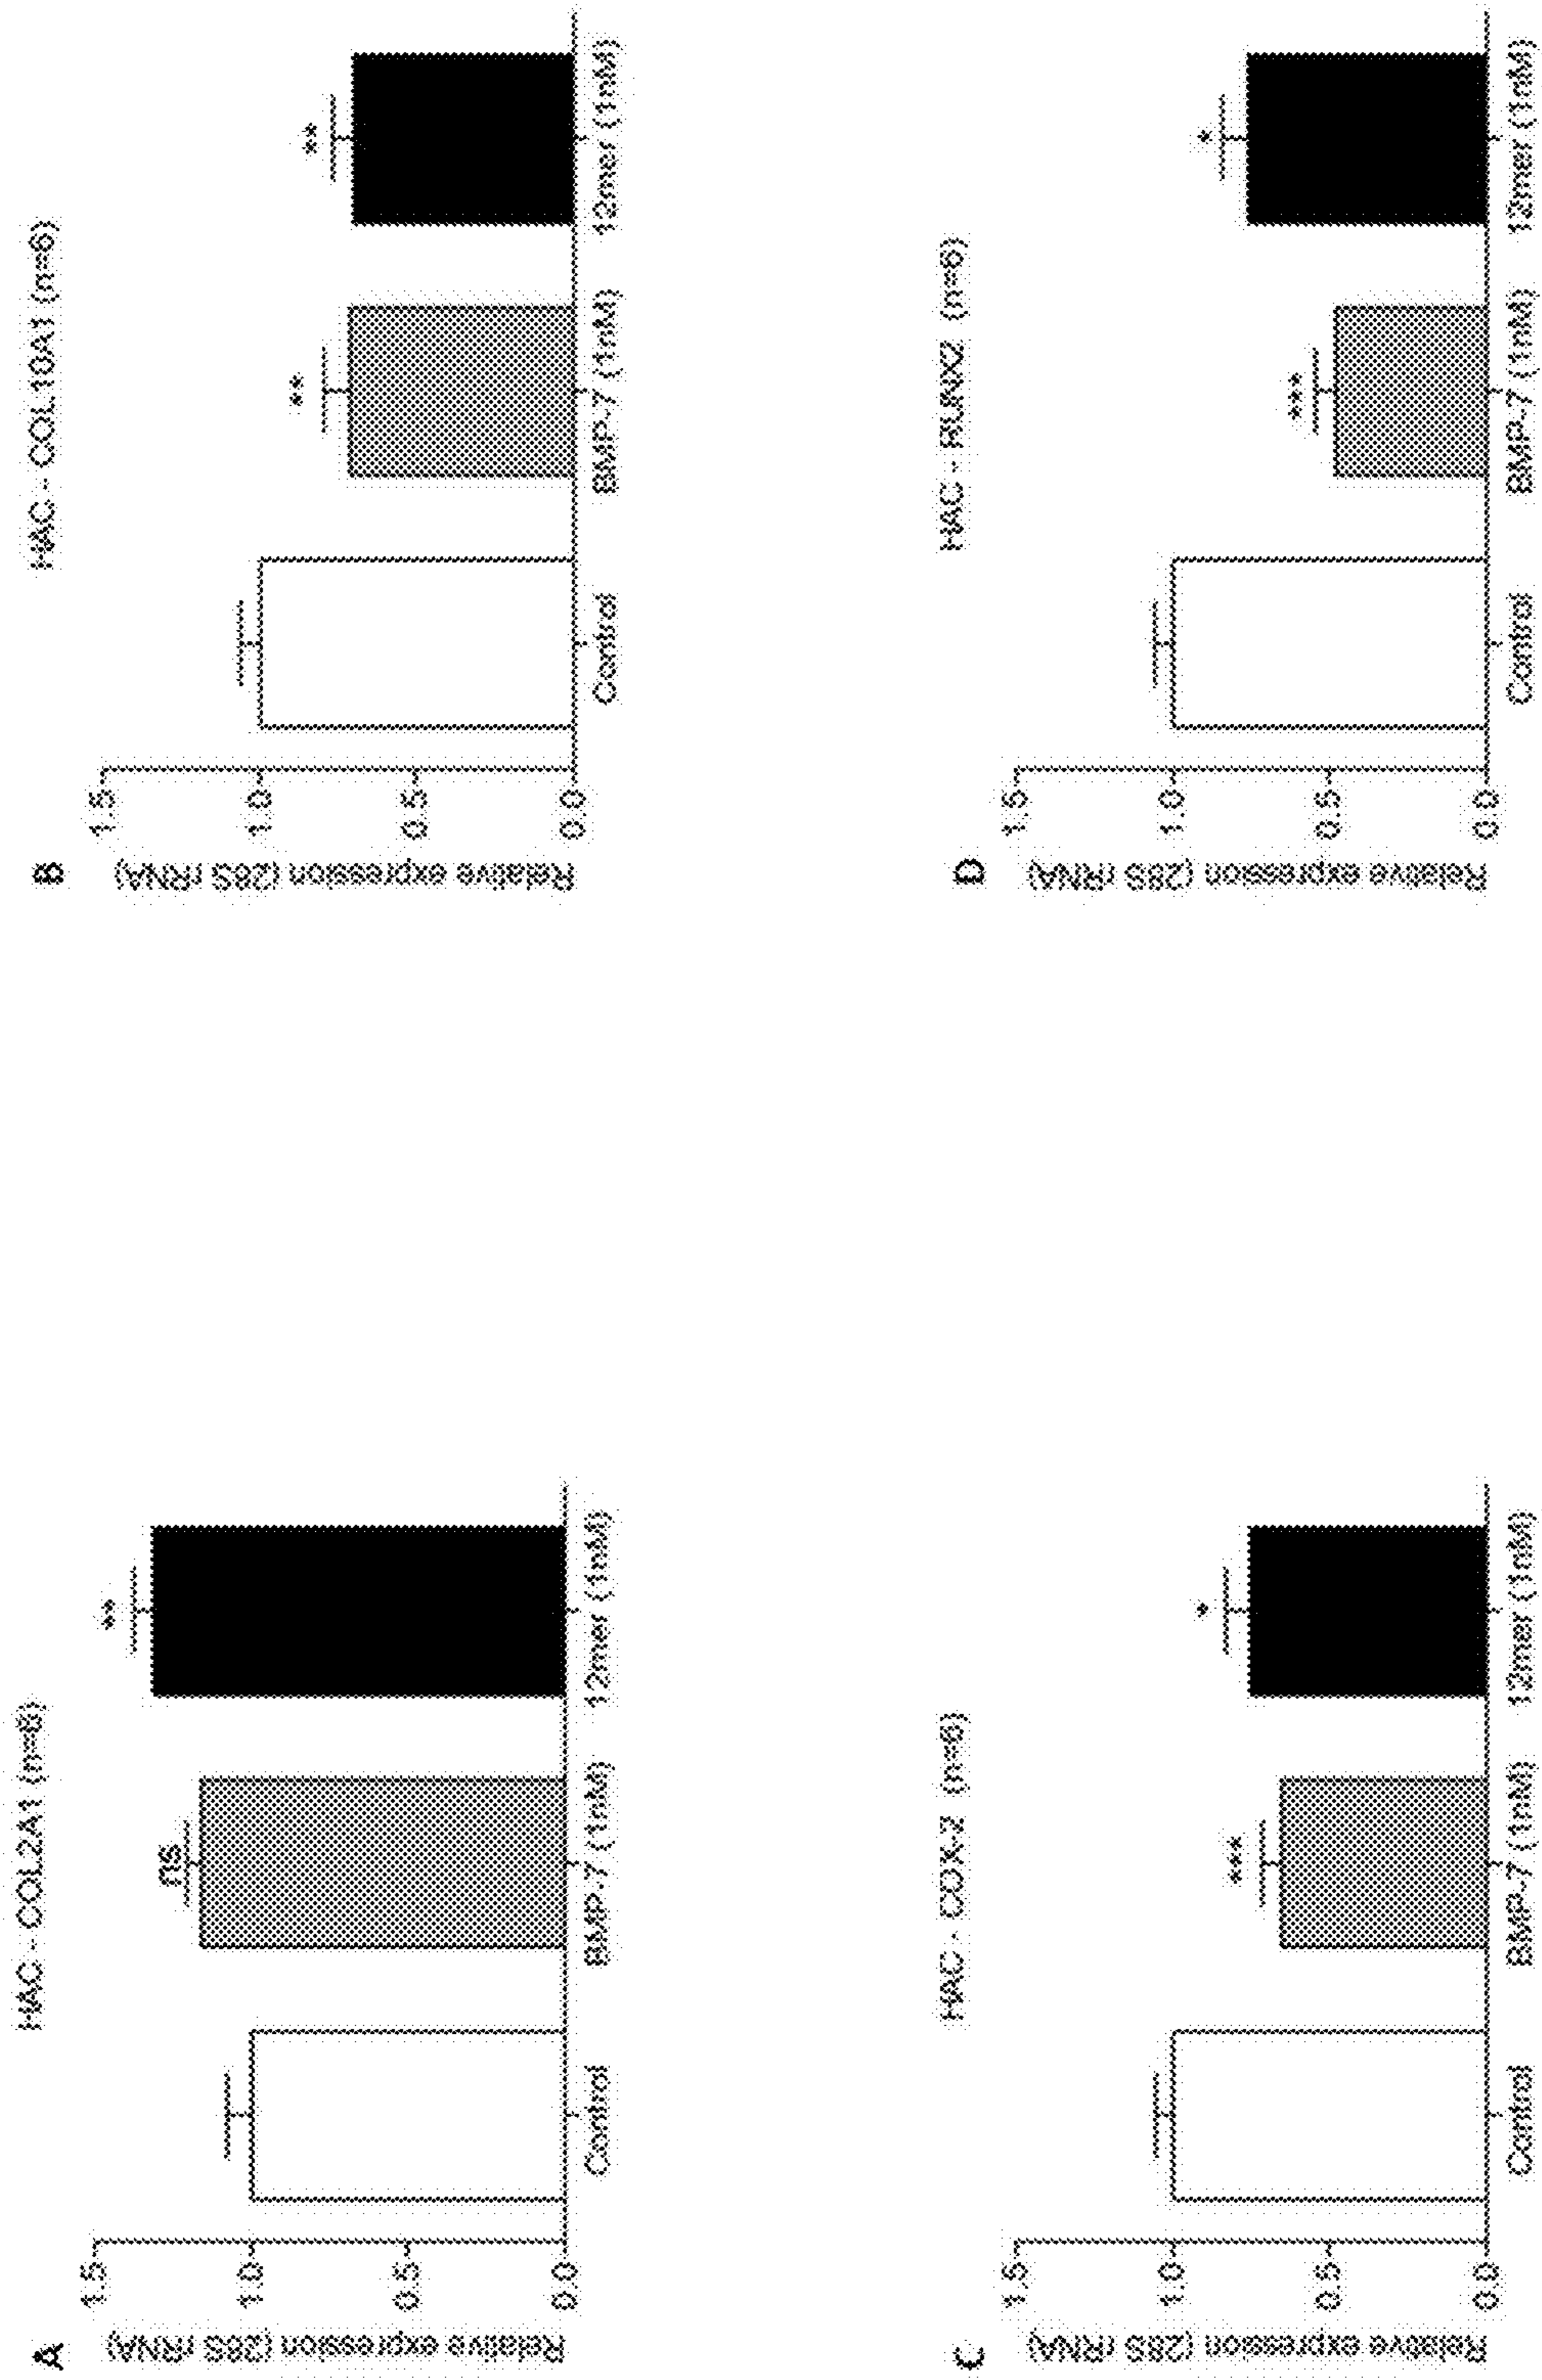 A
HAC - COL2A1 (n=6)
Relative expression (28S rRNA)
1.5
1.0
0.5
0.0
ns
**
Control
BMP-7 (1nM)
12mer (1nM)
B
HAC - COL10A1 (n=6)
Relative expression (28S rRNA)
1.5
1.0
0.5
0.0
**
**
Control
BMP-7 (1nM)
12mer (1nM)
C
HAC - COX-2 (n=6)
Relative expression (28S rRNA)
1.5
1.0
0.5
0.0
***
*
Control
BMP-7 (1nM)
12mer (1nM)
D
HAC - RUNX2 (n=6)
Relative expression (28S rRNA)
1.5
1.0
0.5
0.0
***
*
Control
BMP-7 (1nM)
12mer (1nM)